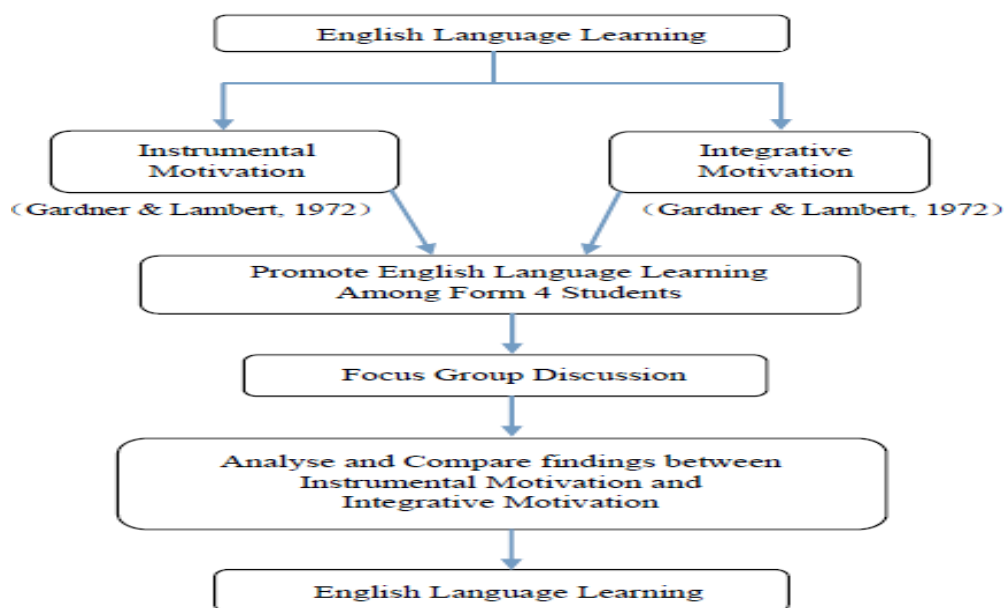 English Language Learning
Instrumental
Motivation
Integrative
Motivation
（Gardner & Lambert, 1972）
（Gardner & Lambert, 1972）
Promote English Language Learning
Among Form 4 Students
Focus Group Discussion
Analyse and Compare findings between
Instrumental Motivation and
Integrative Motivation
English Language Learning